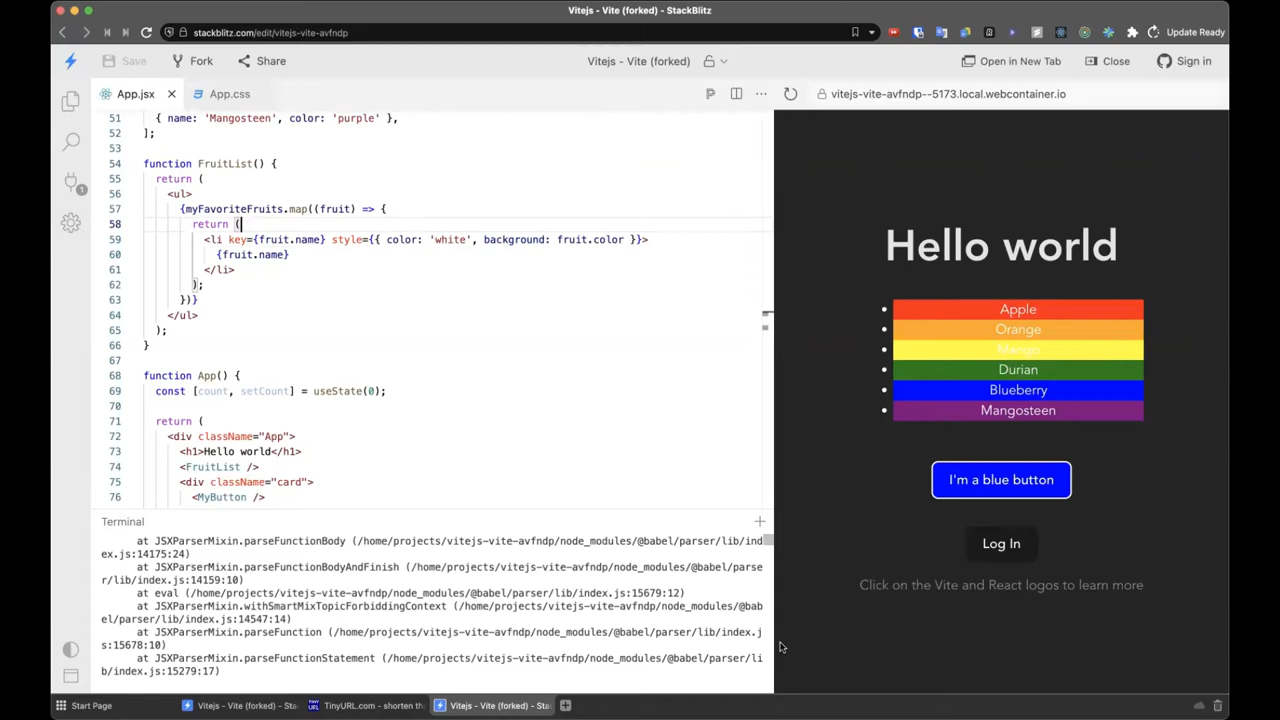 Vitejs - Vite (forked) - StackBlitz
stackblitz.com/edit/vitejs-vite-avfndp
Update Ready
Save
Fork
Share
Vitejs - Vite (forked)
Open in New Tab
Close
Sign in
App.jsx
App.css
vitejs-vite-avfndp--5173.local.webcontainer.io
51 { name: 'Mangosteen', color: 'purple' },
52 ];
53
54 function FruitList() {
55 return (
56 <ul>
57 {myFavoriteFruits.map((fruit) => {
58 return (
59 <li key={fruit.name} style={{ color: 'white', background: fruit.color }}>
60 {fruit.name}
61 </li>
62 );
63 })}
64 </ul>
65 );
66 }
67
68 function App() {
69 const [count, setCount] = useState(0);
70
71 return (
72 <div className="App">
73 <h1>Hello world</h1>
74 <FruitList />
75 <div className="card">
76 <MyButton />
1
Terminal
at JSXParserMixin.parseFunctionBody (/home/projects/vitejs-vite-avfndp/node_modules/@babel/parser/lib/ind
ex.js:14175:24)
at JSXParserMixin.parseFunctionBodyAndFinish (/home/projects/vitejs-vite-avfndp/node_modules/@babel/parse
r/lib/index.js:14159:10)
at eval (/home/projects/vitejs-vite-avfndp/node_modules/@babel/parser/lib/index.js:15679:12)
at JSXParserMixin.withSmartMixTopicForbiddingContext (/home/projects/vitejs-vite-avfndp/node_modules/@bab
el/parser/lib/index.js:14547:14)
at JSXParserMixin.parseFunction (/home/projects/vitejs-vite-avfndp/node_modules/@babel/parser/lib/index.j
s:15678:10)
at JSXParserMixin.parseFunctionStatement (/home/projects/vitejs-vite-avfndp/node_modules/@babel/parser/li
b/index.js:15279:17)
Hello world
Apple
Orange
Mango
Durian
Blueberry
Mangosteen
I'm a blue button
Log In
Click on the Vite and React logos to learn more
Start Page
Vitejs - Vite (forked) - Sta
TINY URL
TinyURL.com - shorten th
Vitejs - Vite (forked) - Sta